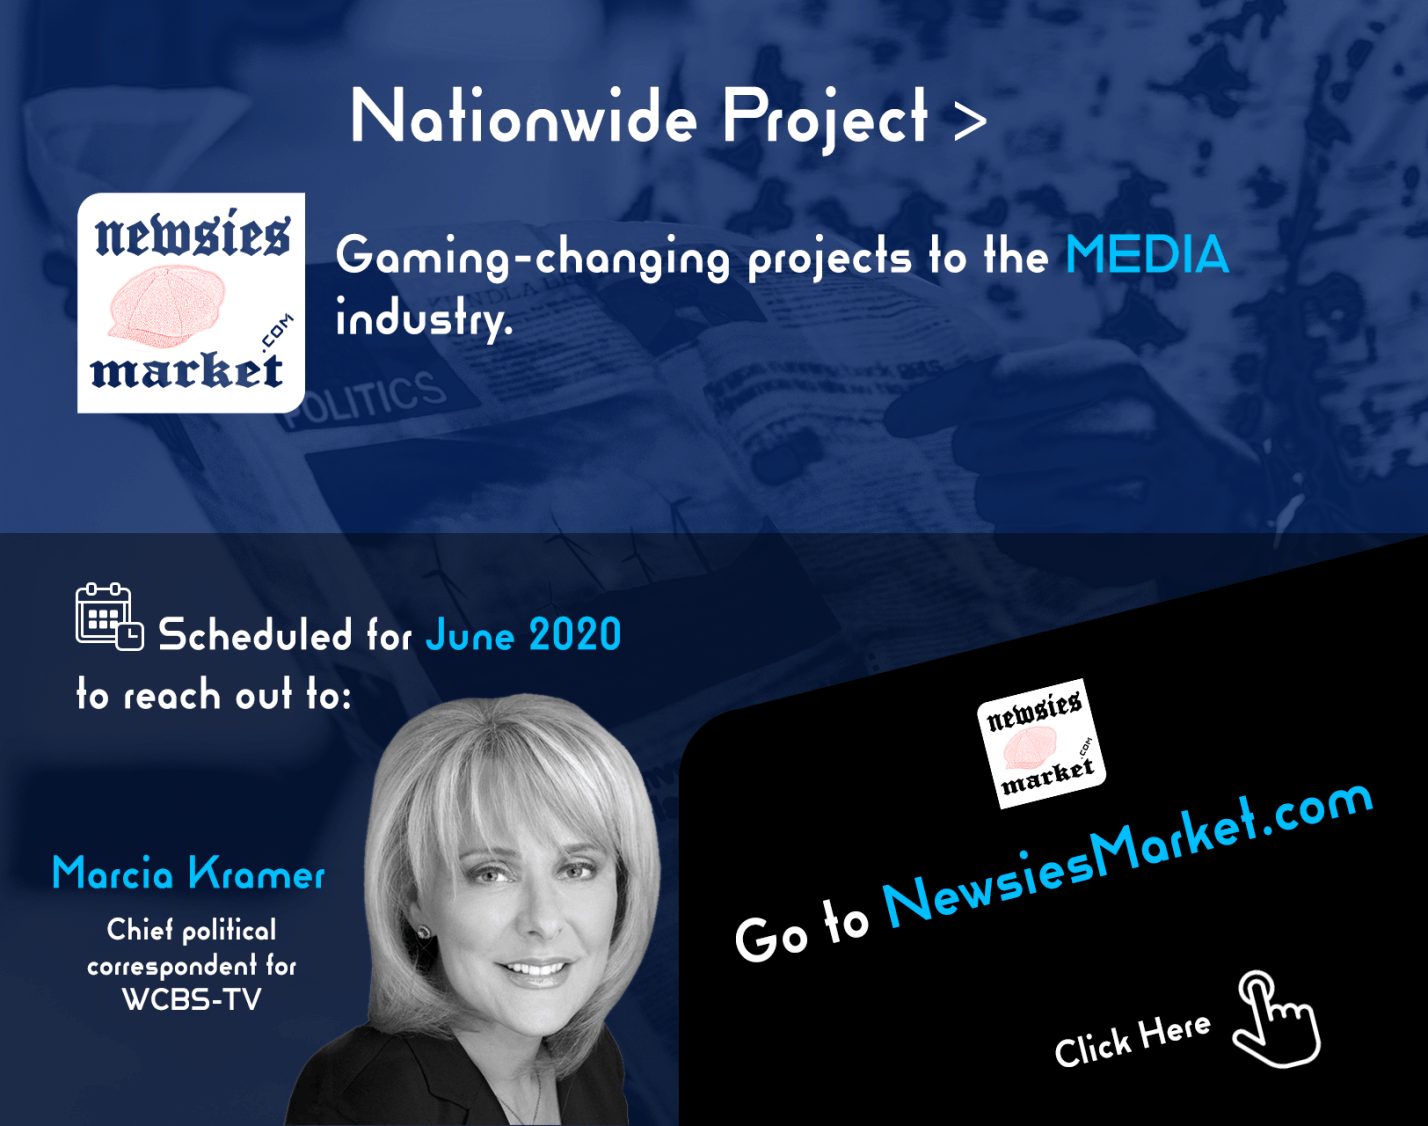 Nationwide Project >
newsies
market
.COM
Gaming-changing projects to the MEDIA
industry.
POLITICS
Scheduled for June 2020
to reach out to:
Marcia Kramer
Chief political
correspondent for
WCBS-TV
newsies
market
.COM
Go to NewsiesMarket.com
Click Here